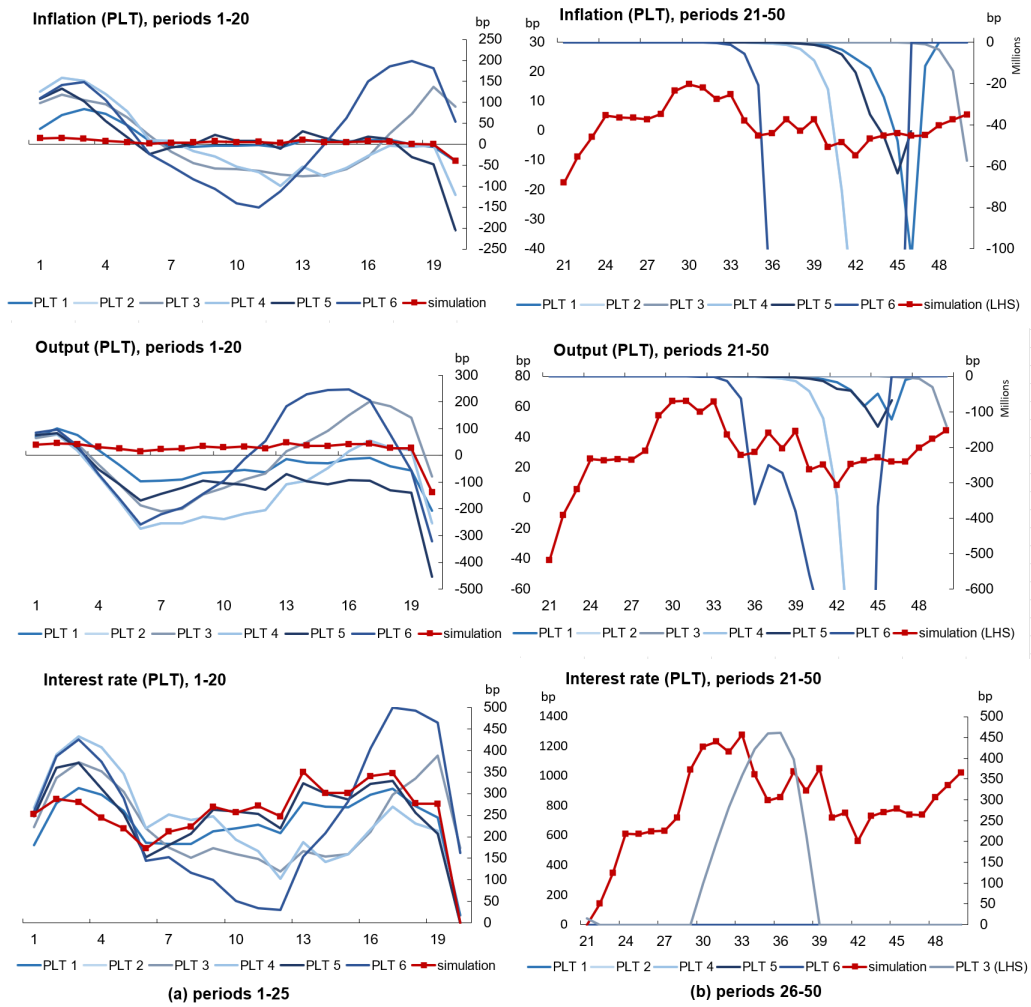 Inflation (PLT), periods 1-20
bp
250
200
150
100
50
0
-50
-100
-150
-200
-250
1 4 7 10 13 16 19
PLT 1 PLT 2 PLT 3 PLT 4 PLT 5 PLT 6 simulation
Inflation (PLT), periods 21-50
bp bp
30
20
10
0
-10
-20
-30
-40
0
-20
-40
-60
-80
-100
Millions
21 24 27 30 33 36 39 42 45 48
PLT 1 PLT 2 PLT 3 PLT 4 PLT 5 PLT 6 simulation (LHS)
Output (PLT), periods 1-20
bp
300
200
100
0
-100
-200
-300
-400
-500
1 4 7 10 13 16 19
PLT 1 PLT 2 PLT 3 PLT 4 PLT 5 PLT 6 simulation
Output (PLT), periods 21-50
bp bp
80
60
40
20
0
-20
-40
-60
0
-100
-200
-300
-400
-500
-600
Millions
21 24 27 30 33 36 39 42 45 48
PLT 1 PLT 2 PLT 3 PLT 4 PLT 5 PLT 6 simulation (LHS)
Interest rate (PLT), 1-20
bp
500
450
400
350
300
250
200
150
100
50
0
1 4 7 10 13 16 19
PLT 1 PLT 2 PLT 3 PLT 4 PLT 5 PLT 6 simulation
(a) periods 1-25
Interest rate (PLT), periods 21-50
bp bp
1400
1200
1000
800
600
400
200
0
500
450
400
350
300
250
200
150
100
50
0
21 24 27 30 33 36 39 42 45 48
PLT 1 PLT 2 PLT 4 PLT 5 PLT 6 simulation PLT 3 (LHS)
(b) periods 26-50